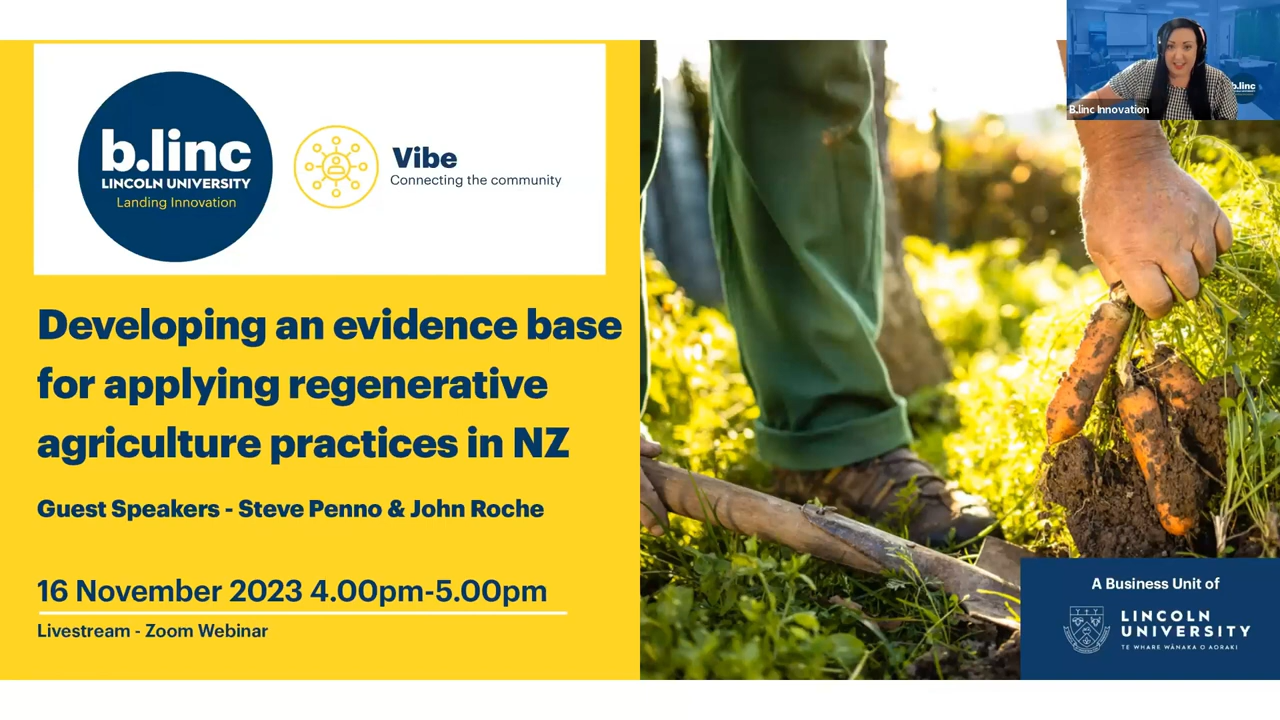 b.linc
LINCOLN UNIVERSITY
Landing Innovation
Vibe
Connecting the community
Developing an evidence base
for applying regenerative
agriculture practices in NZ
Guest Speakers - Steve Penno & John Roche
16 November 2023 4.00pm-5.00pm
Livestream - Zoom Webinar
b.linc
B.linc Innovation
A Business Unit of
LINCOLN
UNIVERSITY
TE WHARE WĀNAKA O AORAKI